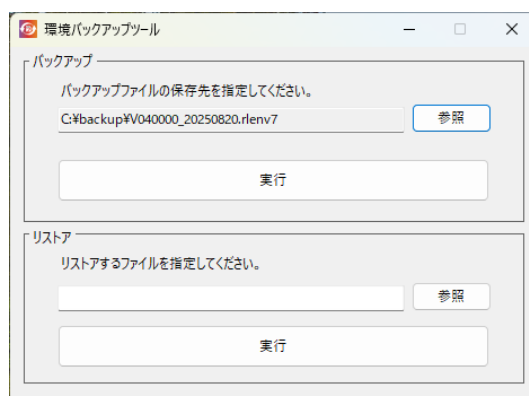 環境バックアップツール
バックアップ
バックアップファイルの保存先を指定してください。
C:¥backup¥V040000_20250820.rlenv7
参照
実行
リストア
リストアするファイルを指定してください。
参照
実行